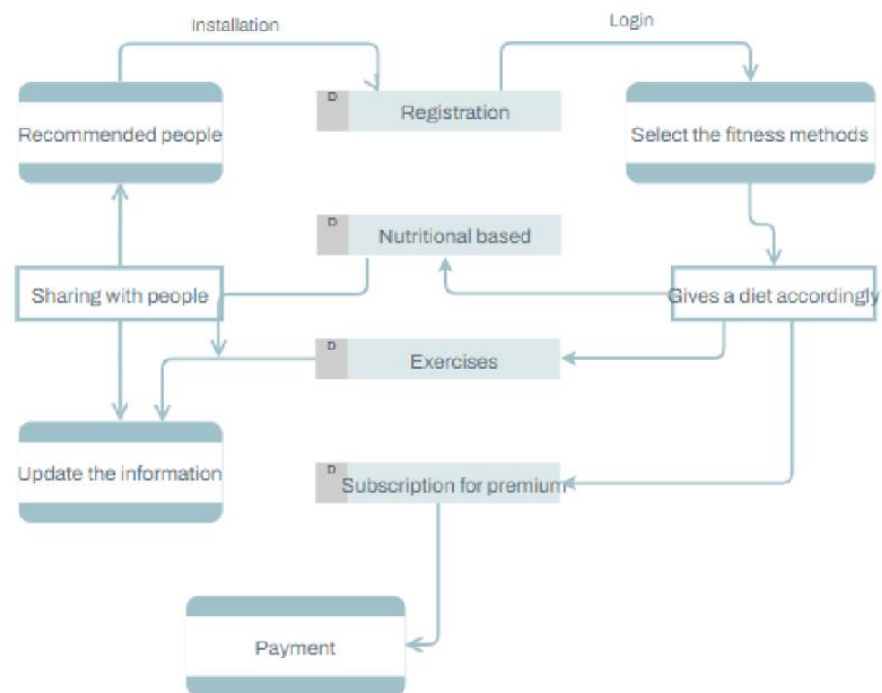 Installation
Login
D
Registration
Recommended people
Select the fitness methods
D
Nutritional based
Sharing with people
Gives a diet accordingly
D
Exercises
Update the information
D
Subscription for premium
Payment